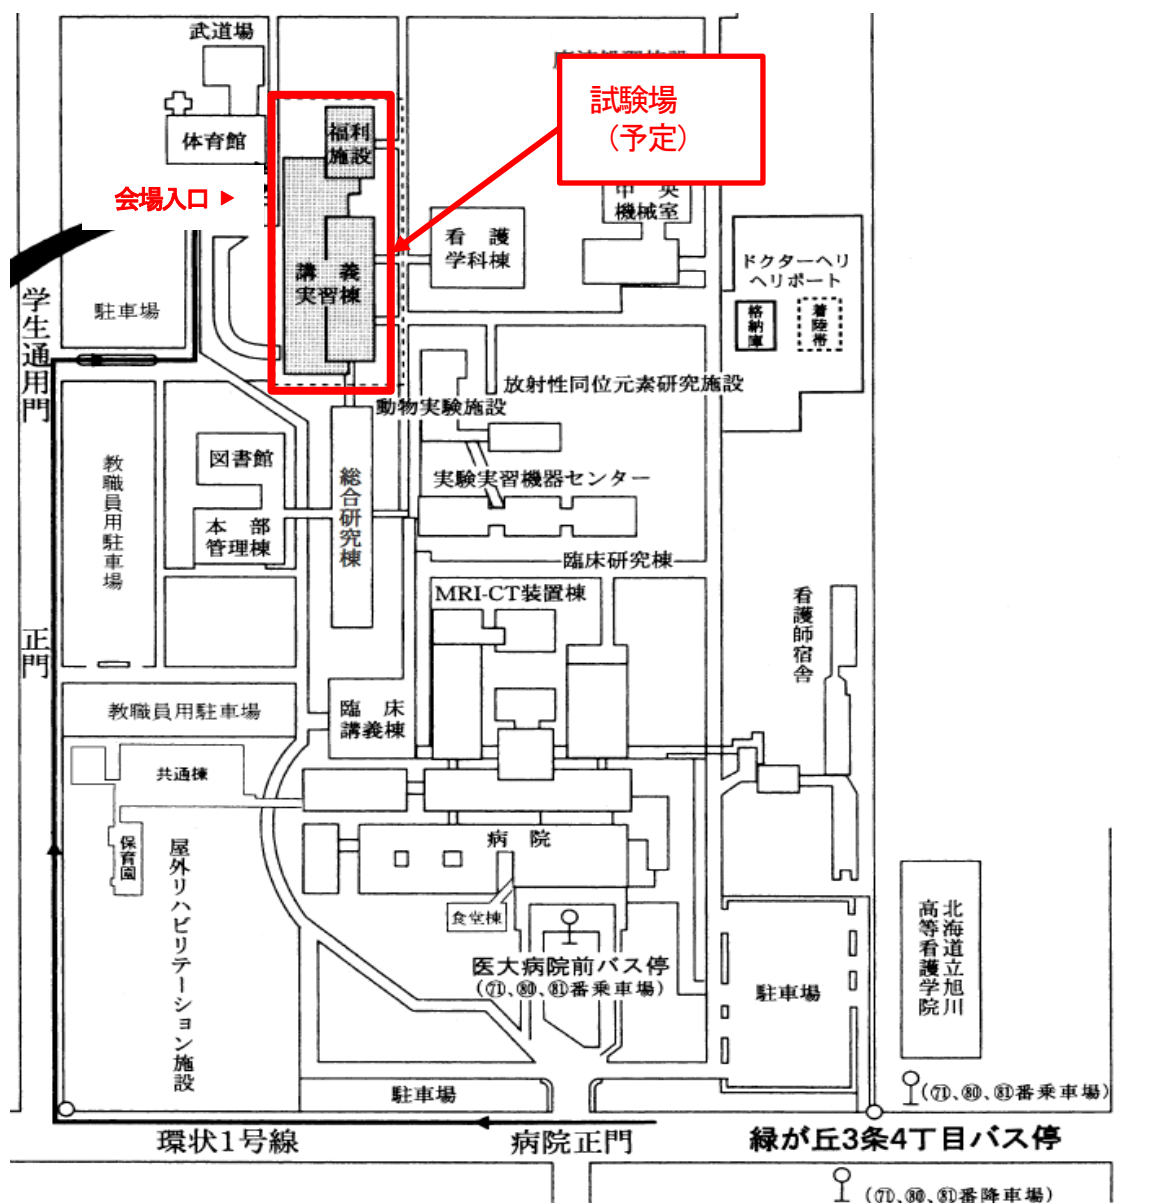 武道場
体育館
福利
施設
試験場
（予定）
会場入口 ►
中 央
機械室
看 護
学科棟
講 義
実習棟
ドクターヘリ
ヘリポート
格納庫
着陸帯
学生通用門
駐車場
放射性同位元素研究施設
動物実験施設
図書館
教職員用駐車場
総合研究棟
実験実習機器センター
本 部
管理棟
臨床研究棟
MRI-CT装置棟
看護師宿舎
正門
教職員用駐車場
臨 床
講義棟
共通棟
保育園
屋外リハビリテーション施設
病 院
食堂棟
医大病院前バス停
(⑦①、⑧⓪、⑧①番乗車場)
駐車場
北海道立旭川
高等看護学院
駐車場
(⑦①、⑧⓪、⑧①番乗車場)
環状1号線
病院正門
緑が丘3条4丁目バス停
(⑦①、⑧⓪、⑧①番降車場)